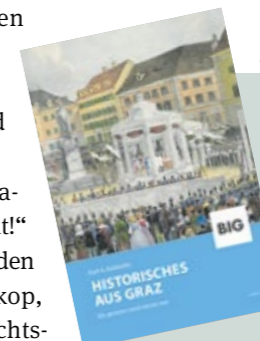 en
d
a-
t!“
den
kop,
chts-
BIG
HISTORISCHES
AUS GRAZ